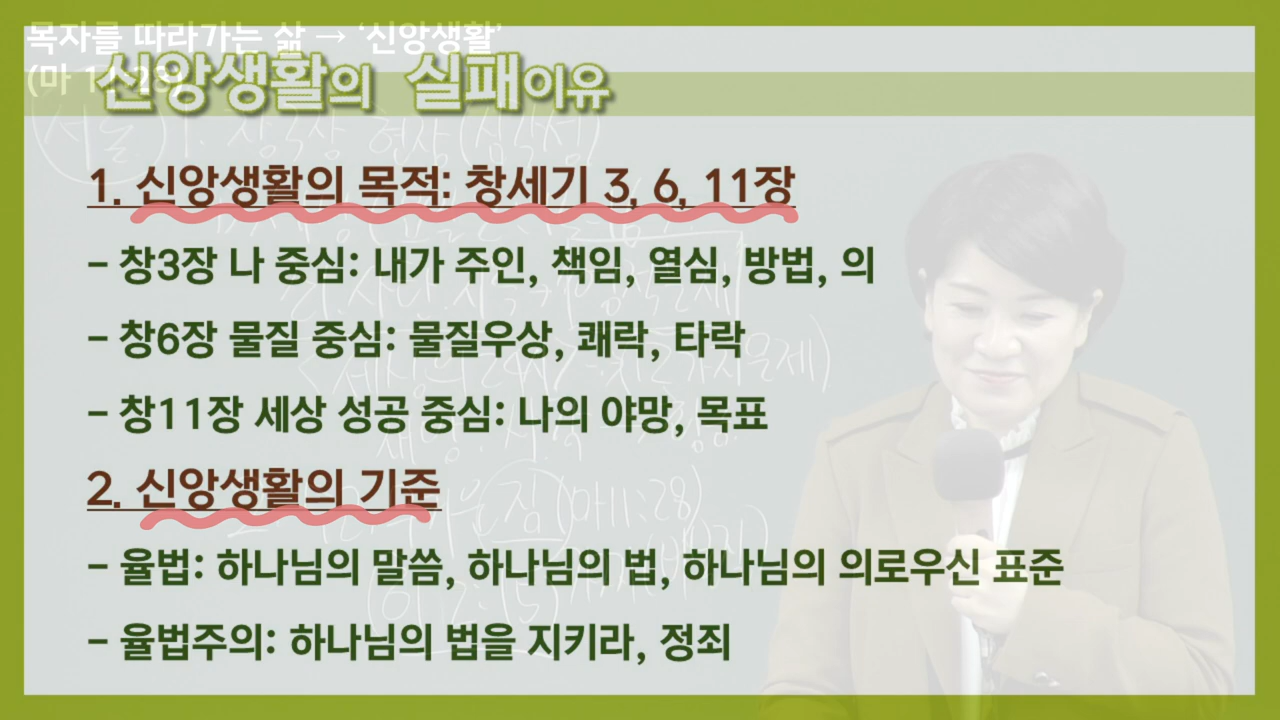 목자를 따라가는 삶 → ‘신앙생활’
신앙생활의 실패이유
1. 신앙생활의 목적: 창세기 3, 6, 11장
- 창3장 나 중심: 내가 주인, 책임, 열심, 방법, 의
- 창6장 물질 중심: 물질우상, 쾌락, 타락
- 창11장 세상 성공 중심: 나의 야망, 목표
2. 신앙생활의 기준
- 율법: 하나님의 말씀, 하나님의 법, 하나님의 의로우신 표준
- 율법주의: 하나님의 법을 지키라, 정죄